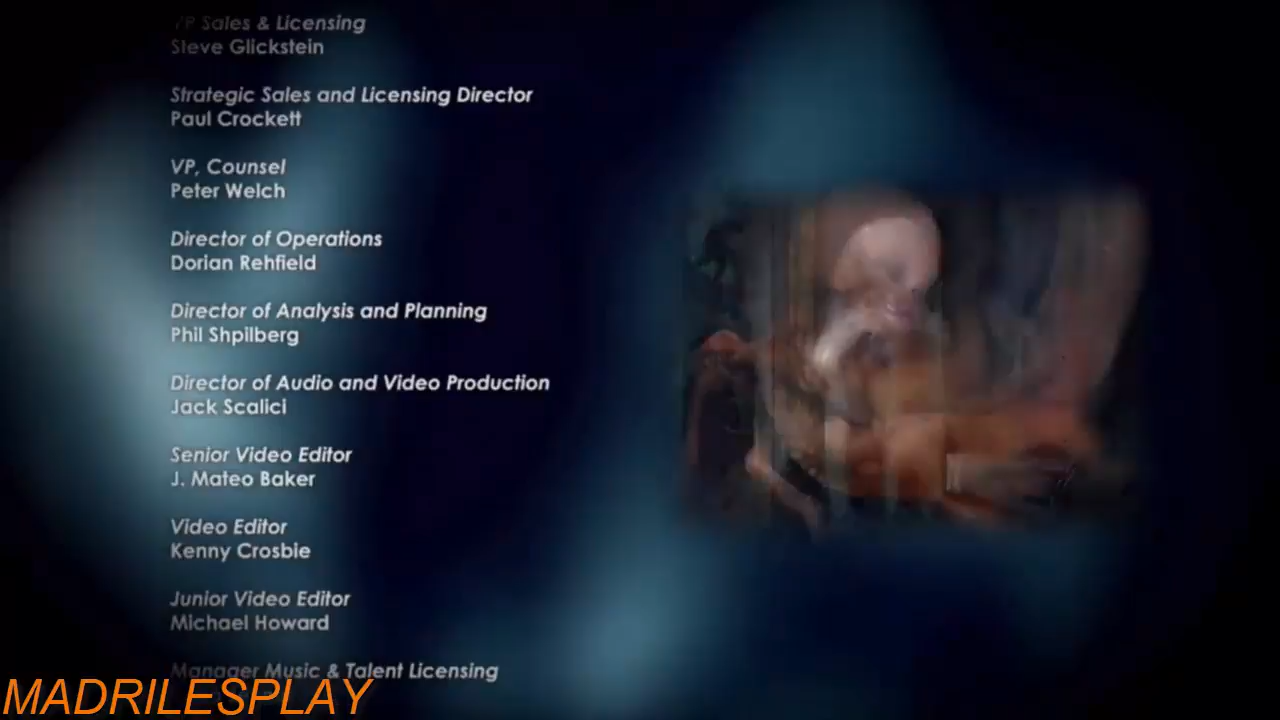 VP Sales & Licensing
Steve Glickstein
Strategic Sales and Licensing Director
Paul Crockett
VP, Counsel
Peter Welch
Director of Operations
Dorian Rehfield
Director of Analysis and Planning
Phil Shpilberg
Director of Audio and Video Production
Jack Scalici
Senior Video Editor
J. Mateo Baker
Video Editor
Kenny Crosbie
Junior Video Editor
Michael Howard
Manager Music & Talent Licensing
MADRILESPLAY